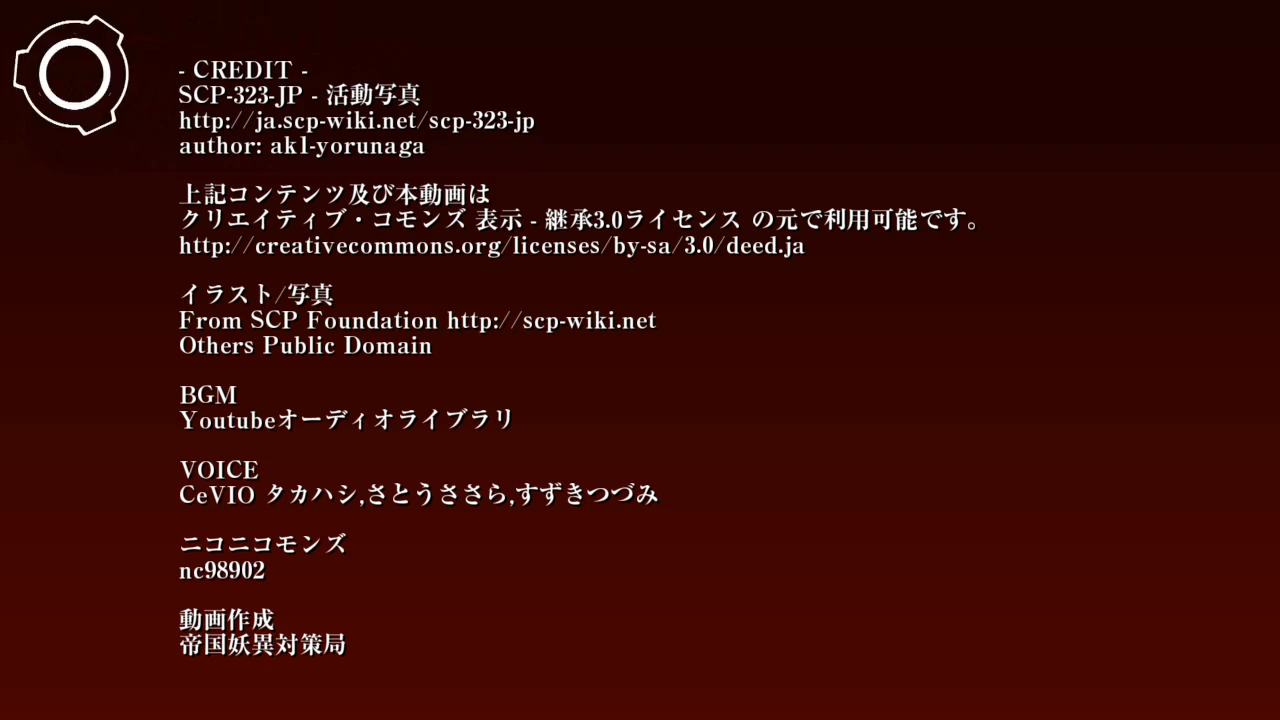 - CREDIT -
SCP-323-JP - 活動写真
http://ja.scp-wiki.net/scp-323-jp
author: ak1-yorunaga
上記コンテンツ及び本動画は
クリエイティブ・コモンズ 表示 - 継承3.0ライセンス の元で利用可能です。
http://creativecommons.org/licenses/by-sa/3.0/deed.ja
イラスト/写真
From SCP Foundation http://scp-wiki.net
Others Public Domain
BGM
Youtubeオーディオライブラリ
VOICE
CeVIO タカハシ,さとうささら,すずきつづみ
ニコニコモンズ
nc98902
動画作成
帝国妖異対策局